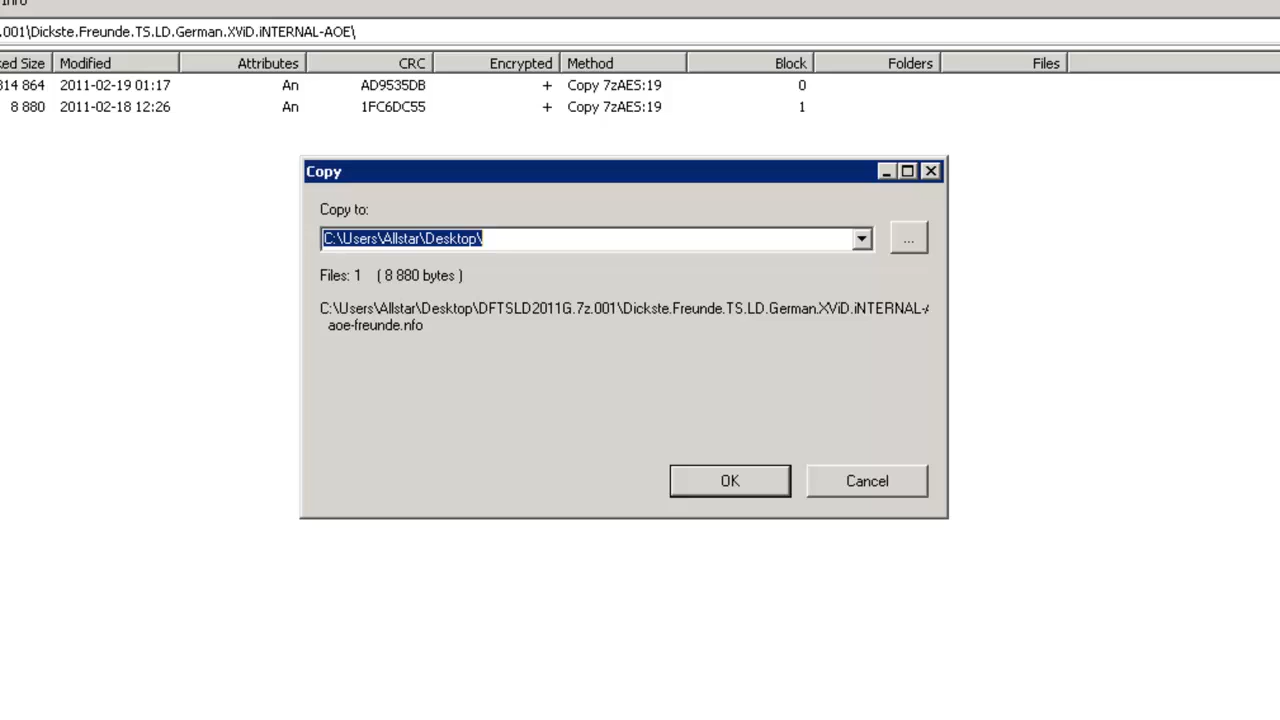 Info
.001\Dickste.Freunde.TS.LD.German.XViD.iNTERNAL-AOE\
ked Size Modified Attributes CRC Encrypted Method Block Folders Files
314 864 2011-02-19 01:17 An AD9535DB + Copy 7zAES:19 0
8 880 2011-02-18 12:26 An 1FC6DC55 + Copy 7zAES:19 1
Copy
Copy to:
C:\Users\Allstar\Desktop\
...
Files: 1 ( 8 880 bytes )
C:\Users\Allstar\Desktop\DFTSLD2011G.7z.001\Dickste.Freunde.TS.LD.German.XViD.iNTERNAL-A
aoe-freunde.nfo
OK Cancel